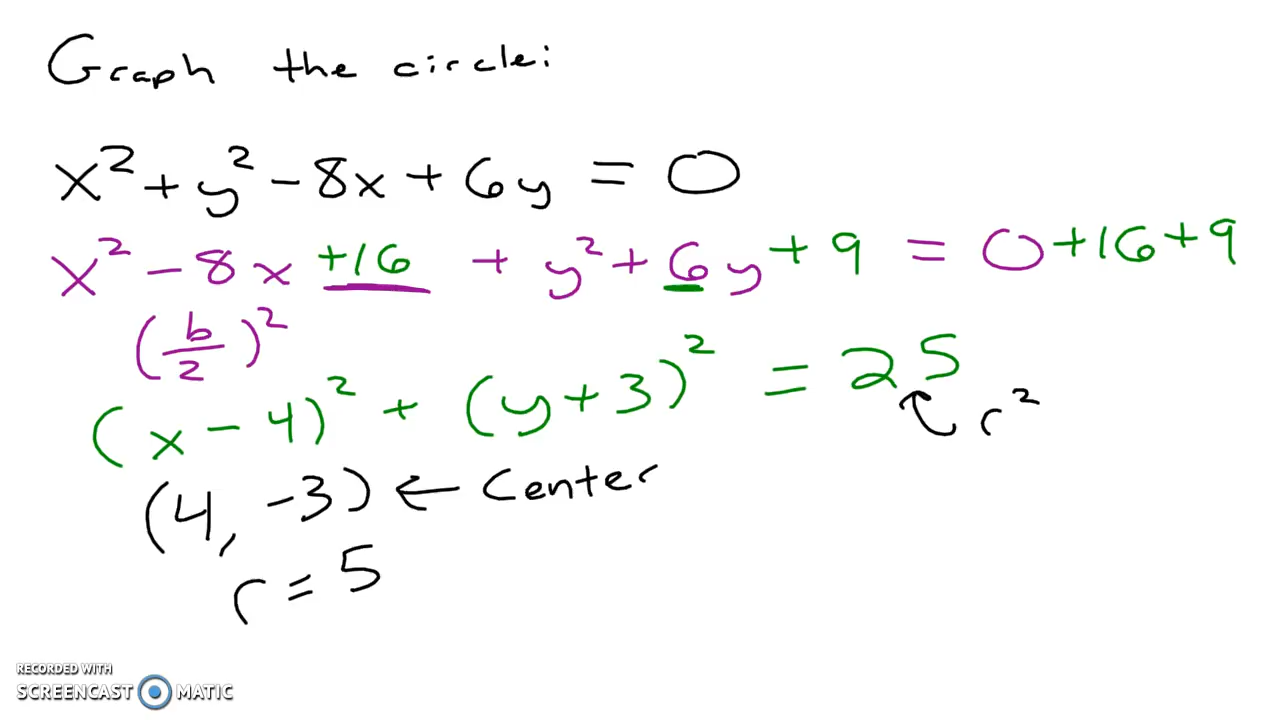 Graph the circle:
x² + y² - 8x + 6y = 0
x² - 8x +16 + y² + 6y + 9 = 0 +16 +9
(b/2)²
(x - 4)² + (y + 3)² = 25
r²
(4, -3) ← Center
r = 5
RECORDED WITH
SCREENCAST MATIC